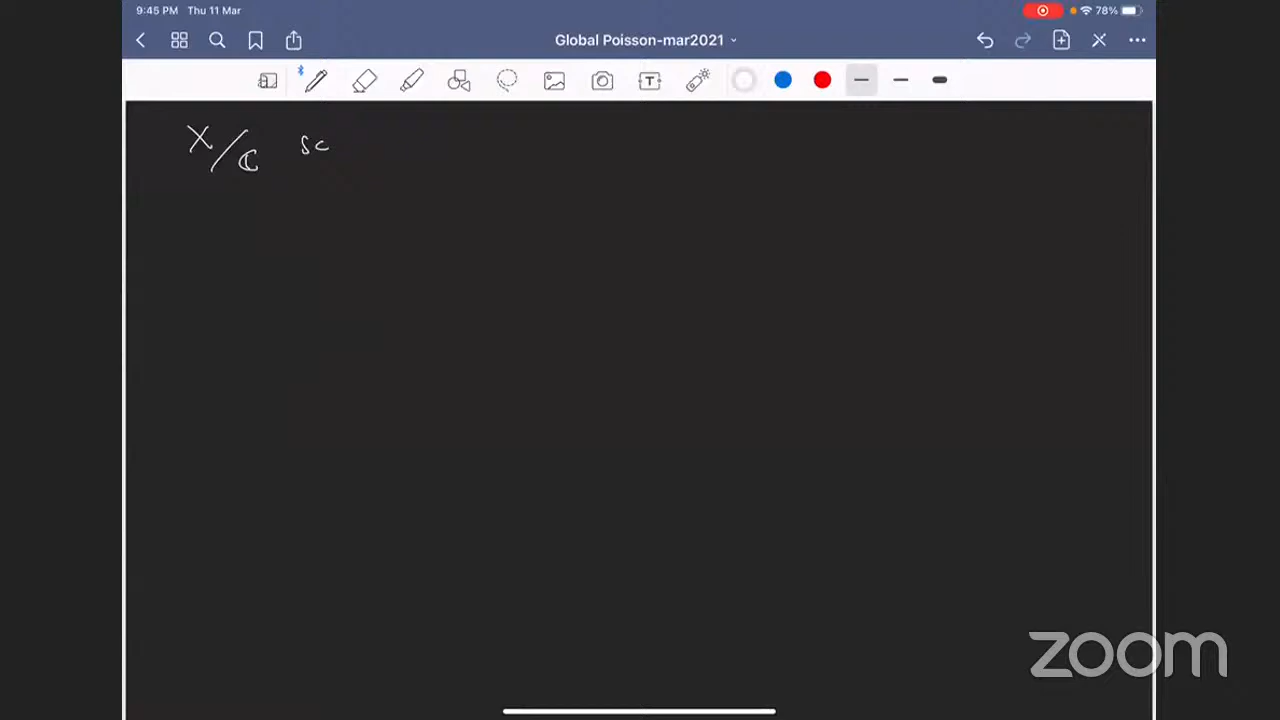 9:45 PM Thu 11 Mar 78%
Global Poisson-mar2021
T
X/ℂ sc
zoom